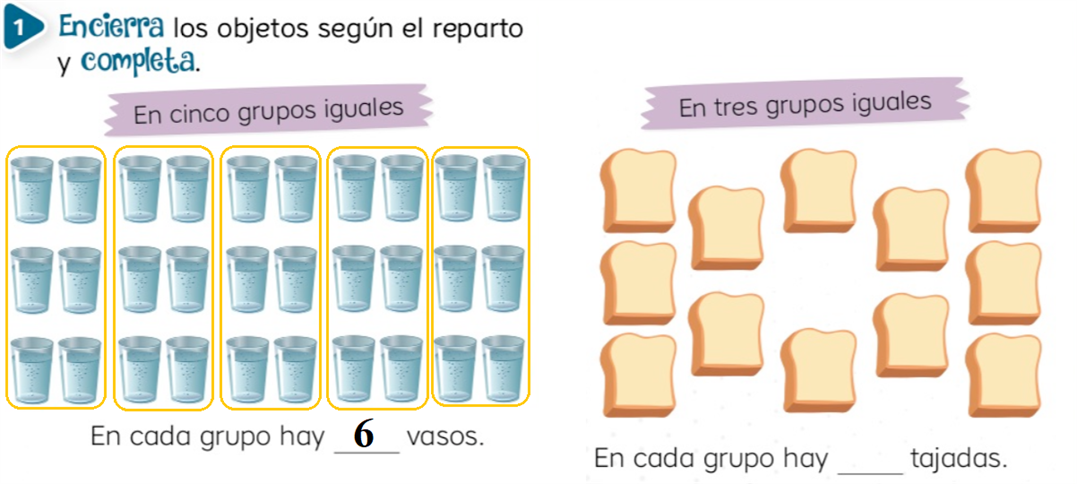 1 Encierra los objetos según el reparto
y completa.
En cinco grupos iguales
En cada grupo hay 6 vasos.
En tres grupos iguales
En cada grupo hay ____ tajadas.